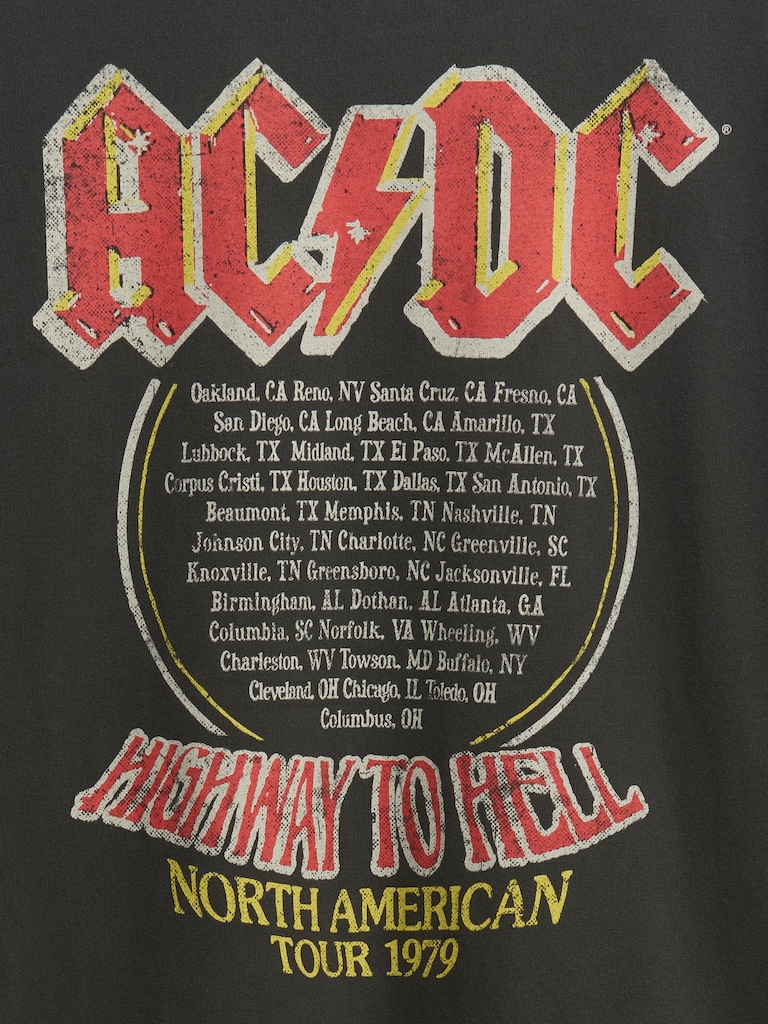 AC/DC®
Oakland, CA Reno, NV Santa Cruz, CA Fresno, CA
San Diego, CA Long Beach, CA Amarillo, TX
Lubbock, TX Midland, TX El Paso, TX McAllen, TX
Corpus Cristi, TX Houston, TX Dallas, TX San Antonio, TX
Beaumont, TX Memphis, TN Nashville, TN
Johnson City, TN Charlotte, NC Greenville, SC
Knoxville, TN Greensboro, NC Jacksonville, FL
Birmingham, AL Dothan, AL Atlanta, GA
Columbia, SC Norfolk, VA Wheeling, WV
Charleston, WV Towson, MD Buffalo, NY
Cleveland, OH Chicago, IL Toledo, OH
Columbus, OH
HIGHWAY TO HELL
NORTH AMERICAN
TOUR 1979